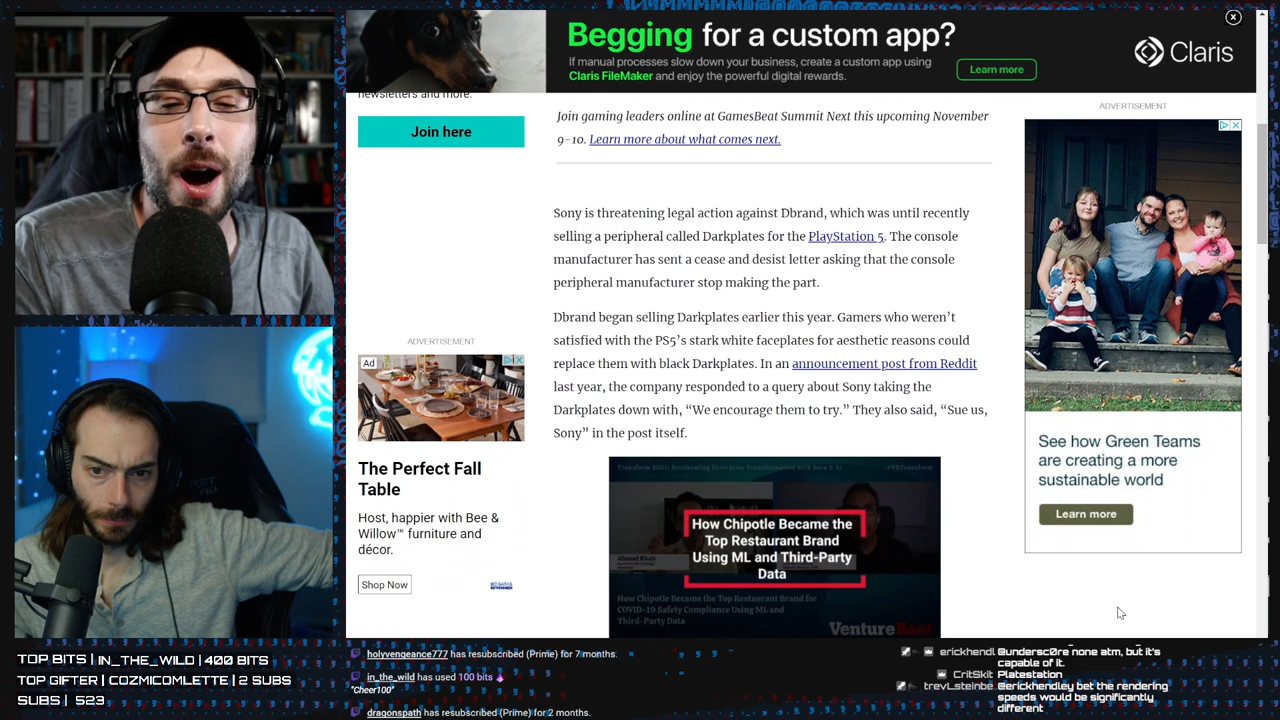 Begging for a custom app?
If manual processes slow down your business, create a custom app using
Claris FileMaker and enjoy the powerful digital rewards.
Learn more
Claris
newsletters and more.
Join here
Join gaming leaders online at GamesBeat Summit Next this upcoming November
9-10. Learn more about what comes next.
Sony is threatening legal action against Dbrand, which was until recently
selling a peripheral called Darkplates for the PlayStation 5. The console
manufacturer has sent a cease and desist letter asking that the console
peripheral manufacturer stop making the part.
Dbrand began selling Darkplates earlier this year. Gamers who weren’t
satisfied with the PS5’s stark white faceplates for aesthetic reasons could
replace them with black Darkplates. In an announcement post from Reddit
last year, the company responded to a query about Sony taking the
Darkplates down with, “We encourage them to try.” They also said, “Sue us,
Sony” in the post itself.
ADVERTISEMENT
Ad
The Perfect Fall
Table
Host, happier with Bee &
Willow™ furniture and
décor.
Shop Now
Transform 2021: Accelerating Enterprise Transformation with Data & AI
#VBTransform
How Chipotle Became the
Top Restaurant Brand
Using ML and Third-Party
Data
Ahmad Khan
How Chipotle Became the Top Restaurant Brand for
COVID-19 Safety Compliance Using ML and
Third-Party Data
VentureBeat
ADVERTISEMENT
See how Green Teams
are creating a more
sustainable world
Learn more
TOP BITS | IN_THE_WILD | 400 BITS
TOP GIFTER | COZMICOMLETTE | 2 SUBS
SUBS | 523
holyvengeance777 has resubscribed (Prime) for 7 months.
in_the_wild has used 100 bits
"Cheer100"
dragonspath has resubscribed (Prime) for 2 months.
erickhendl @undersc0re none atm, but it's
capable of it.
CritSkit Platestation
trevl_steinbe @erickhendley bet the rendering
speeds would be significantly
different